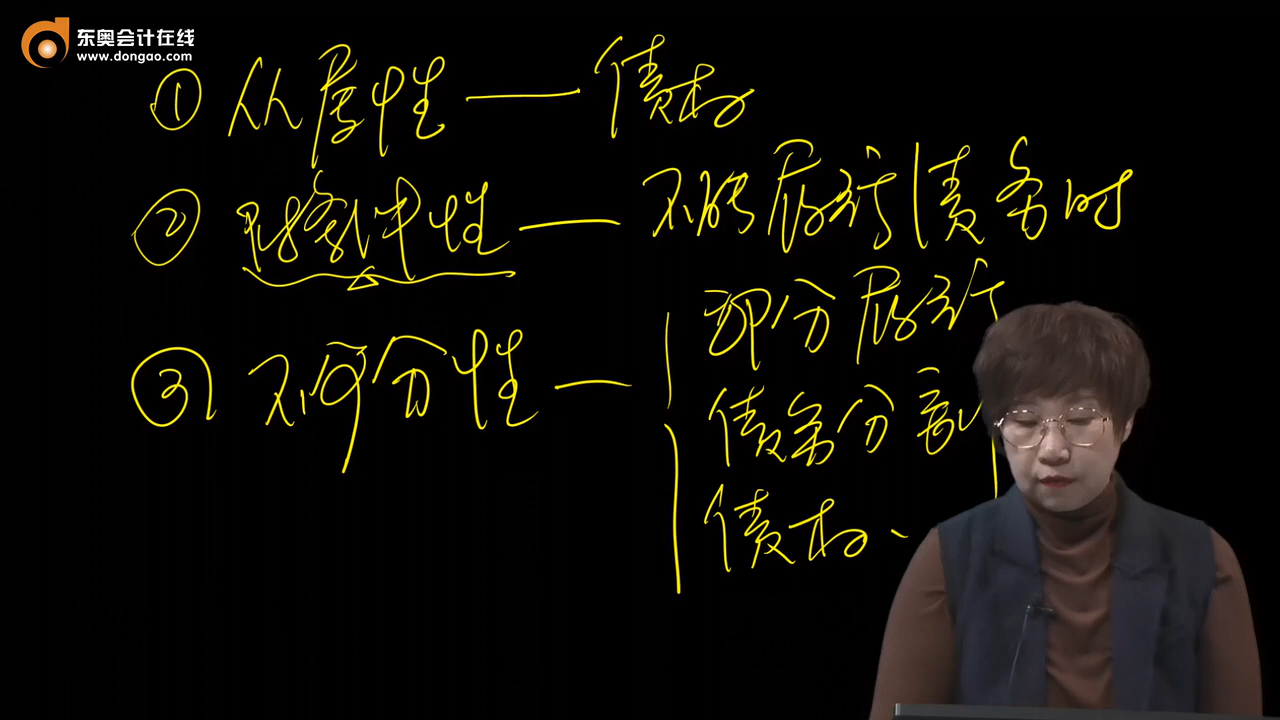 东奥会计在线
www.dongao.com
① 从属性 — 债权
② 补充性 — 不能履行债务时
③ 不可分性 — 部分履行
债务分割
债权、